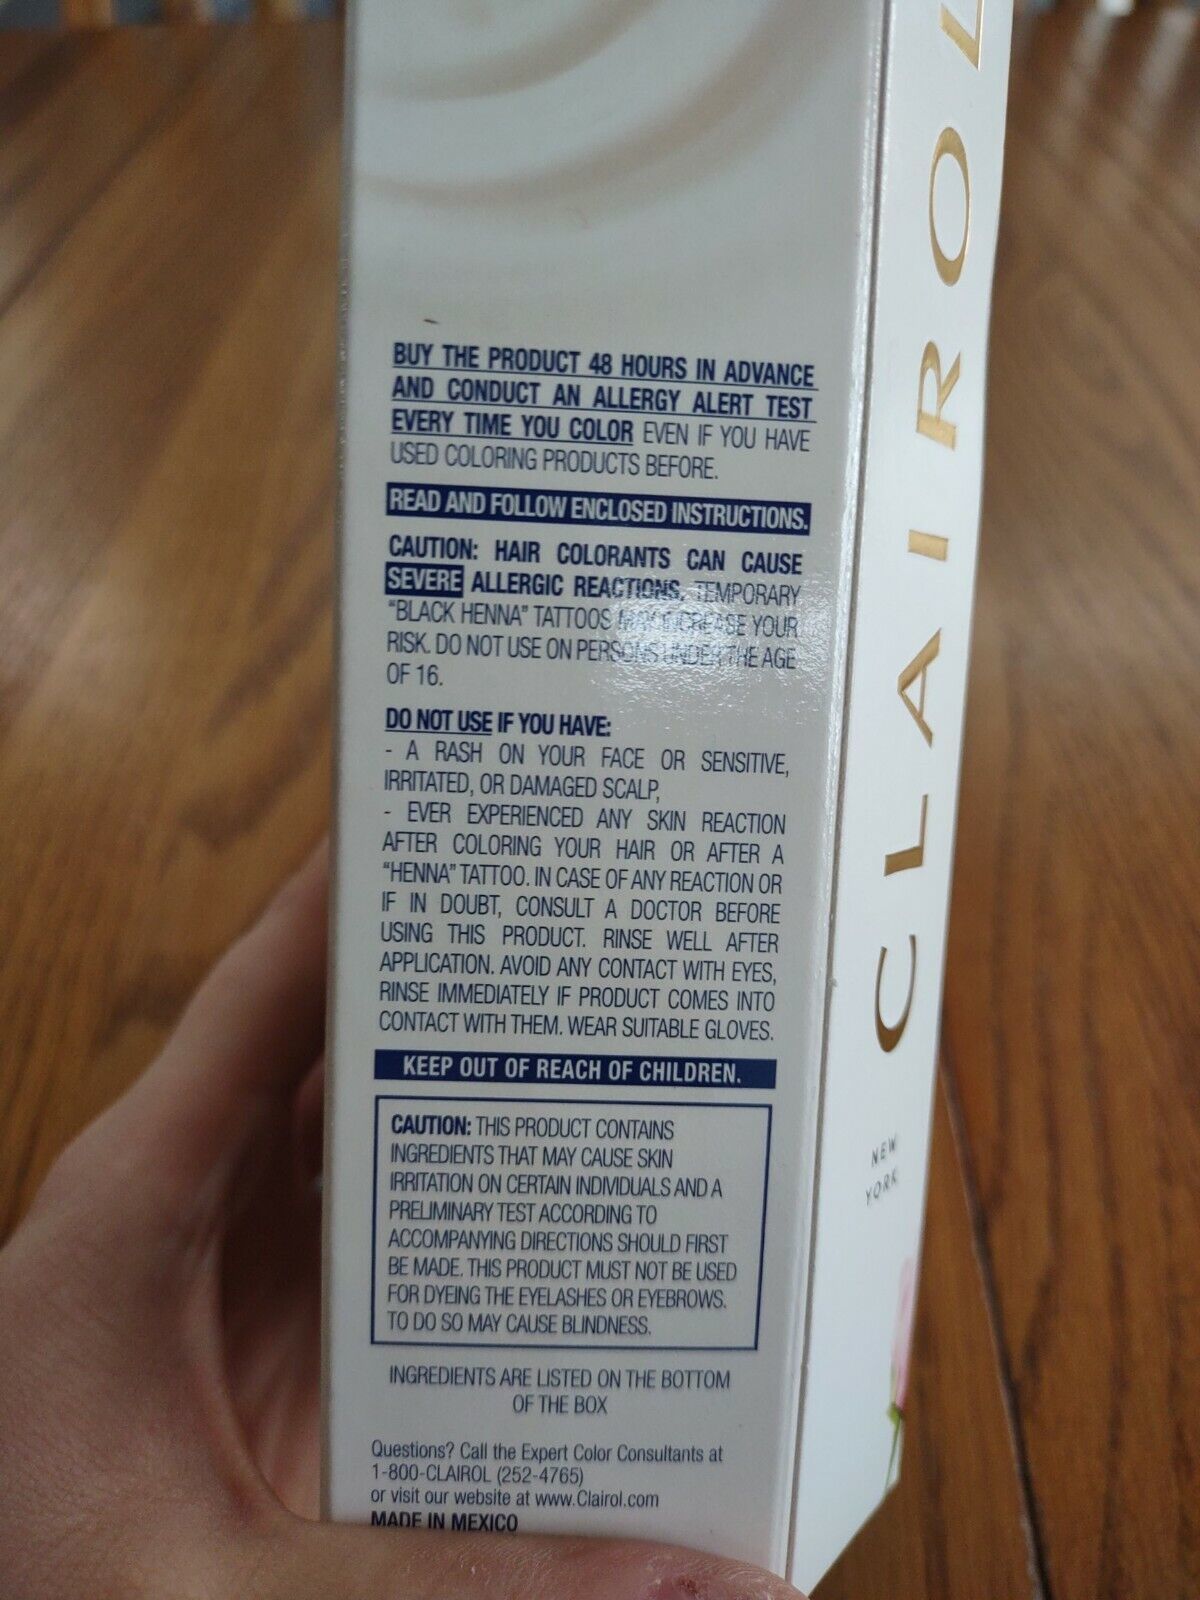 BUY THE PRODUCT 48 HOURS IN ADVANCE
AND CONDUCT AN ALLERGY ALERT TEST
EVERY TIME YOU COLOR EVEN IF YOU HAVE
USED COLORING PRODUCTS BEFORE.
READ AND FOLLOW ENCLOSED INSTRUCTIONS.
CAUTION: HAIR COLORANTS CAN CAUSE
SEVERE ALLERGIC REACTIONS. TEMPORARY
"BLACK HENNA" TATTOOS MAY INCREASE YOUR
RISK. DO NOT USE ON PERSONS UNDER THE AGE
OF 16.
DO NOT USE IF YOU HAVE:
- A RASH ON YOUR FACE OR SENSITIVE,
IRRITATED, OR DAMAGED SCALP,
- EVER EXPERIENCED ANY SKIN REACTION
AFTER COLORING YOUR HAIR OR AFTER A
"HENNA" TATTOO. IN CASE OF ANY REACTION OR
IF IN DOUBT, CONSULT A DOCTOR BEFORE
USING THIS PRODUCT. RINSE WELL AFTER
APPLICATION. AVOID ANY CONTACT WITH EYES,
RINSE IMMEDIATELY IF PRODUCT COMES INTO
CONTACT WITH THEM. WEAR SUITABLE GLOVES.
KEEP OUT OF REACH OF CHILDREN.
CAUTION: THIS PRODUCT CONTAINS
INGREDIENTS THAT MAY CAUSE SKIN
IRRITATION ON CERTAIN INDIVIDUALS AND A
PRELIMINARY TEST ACCORDING TO
ACCOMPANYING DIRECTIONS SHOULD FIRST
BE MADE. THIS PRODUCT MUST NOT BE USED
FOR DYEING THE EYELASHES OR EYEBROWS.
TO DO SO MAY CAUSE BLINDNESS.
INGREDIENTS ARE LISTED ON THE BOTTOM
OF THE BOX
Questions? Call the Expert Color Consultants at
1-800-CLAIROL (252-4765)
or visit our website at www.Clairol.com
MADE IN MEXICO
CLAIROL
NEW
YORK